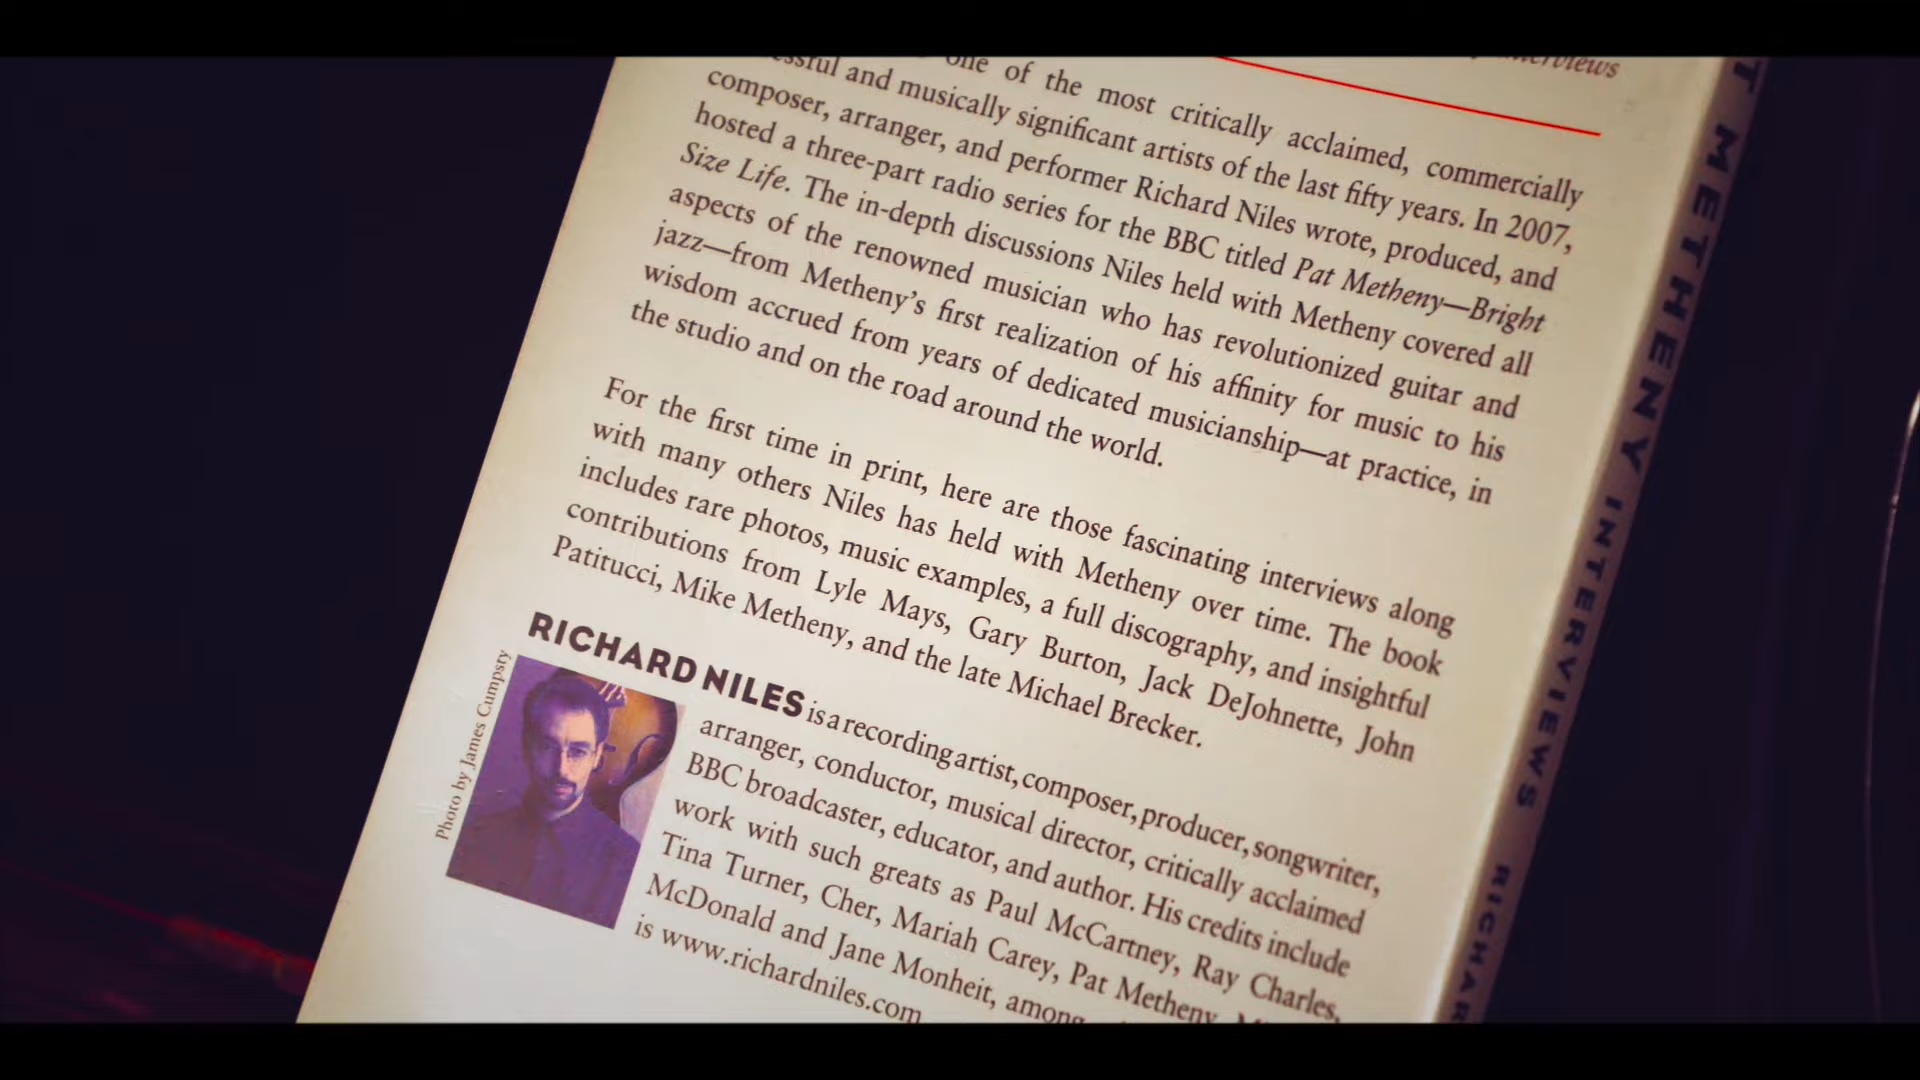 interviews
one of the most critically acclaimed, commercially
and musically significant artists of the last fifty years. In 2007,
composer, arranger, and performer Richard Niles wrote, produced, and
hosted a three-part radio series for the BBC titled Pat Metheny—Bright
Size Life. The in-depth discussions Niles held with Metheny covered all
aspects of the renowned musician who has revolutionized guitar and
jazz—from Metheny's first realization of his affinity for music to his
wisdom accrued from years of dedicated musicianship—at practice, in
the studio and on the road around the world.
For the first time in print, here are those fascinating interviews along
with many others Niles has held with Metheny over time. The book
includes rare photos, music examples, a full discography, and insightful
contributions from Lyle Mays, Gary Burton, Jack DeJohnette, John
Patitucci, Mike Metheny, and the late Michael Brecker.
RICHARD NILES is a recording artist, composer, producer, songwriter,
arranger, conductor, musical director, critically acclaimed
BBC broadcaster, educator, and author. His credits include
work with such greats as Paul McCartney, Ray Charles,
Tina Turner, Cher, Mariah Carey, Pat Metheny,
McDonald and Jane Monheit, among
is www.richardniles.com
Photo by James Cumpsty
T METHENY INTERVIEWS RICHAR